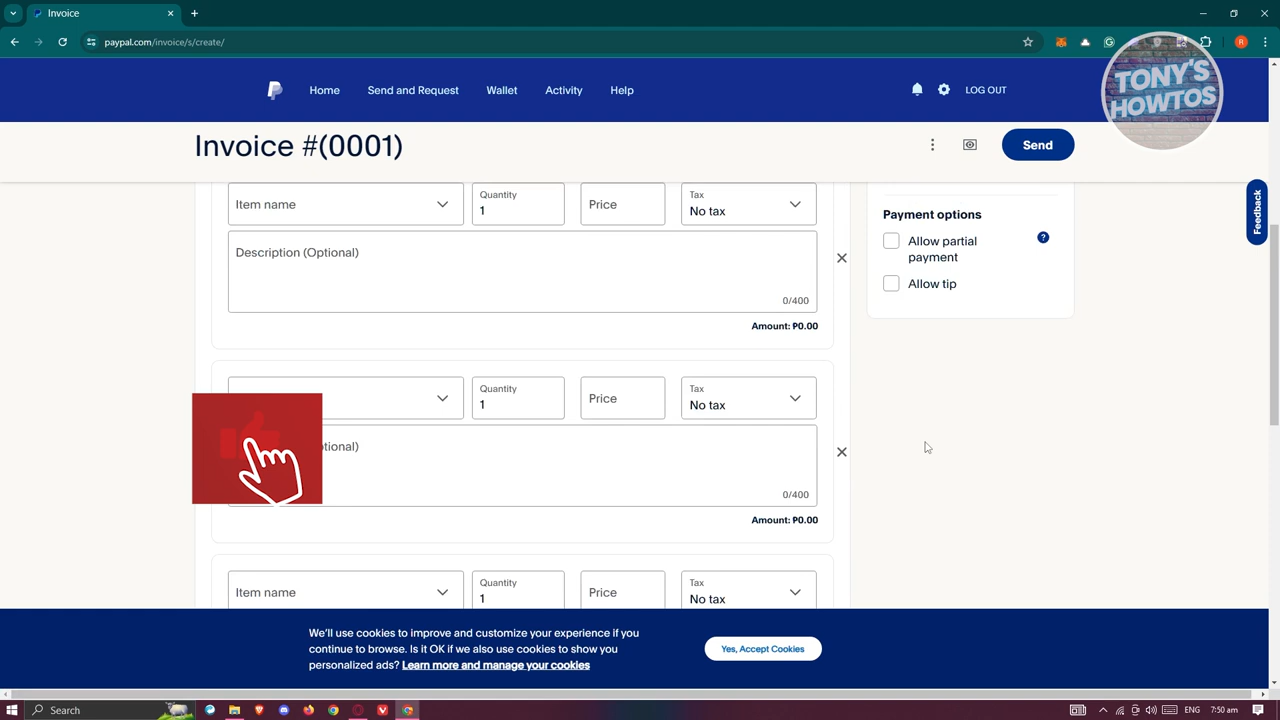 Invoice
paypal.com/invoice/s/create/
Home
Send and Request
Wallet
Activity
Help
LOG OUT
TONY'S
HOWTOS
Invoice #(0001)
Send
Feedback
Item name
Quantity
1
Price
Tax
No tax
Description (Optional)
0/400
Amount: ₱0.00
Payment options
Allow partial
payment
?
Allow tip
Quantity
1
Price
Tax
No tax
tional)
0/400
Amount: ₱0.00
Item name
Quantity
1
Price
Tax
No tax
We'll use cookies to improve and customize your experience if you
continue to browse. Is it OK if we also use cookies to show you
personalized ads? Learn more and manage your cookies
Yes, Accept Cookies
Search
ENG
7:50 am